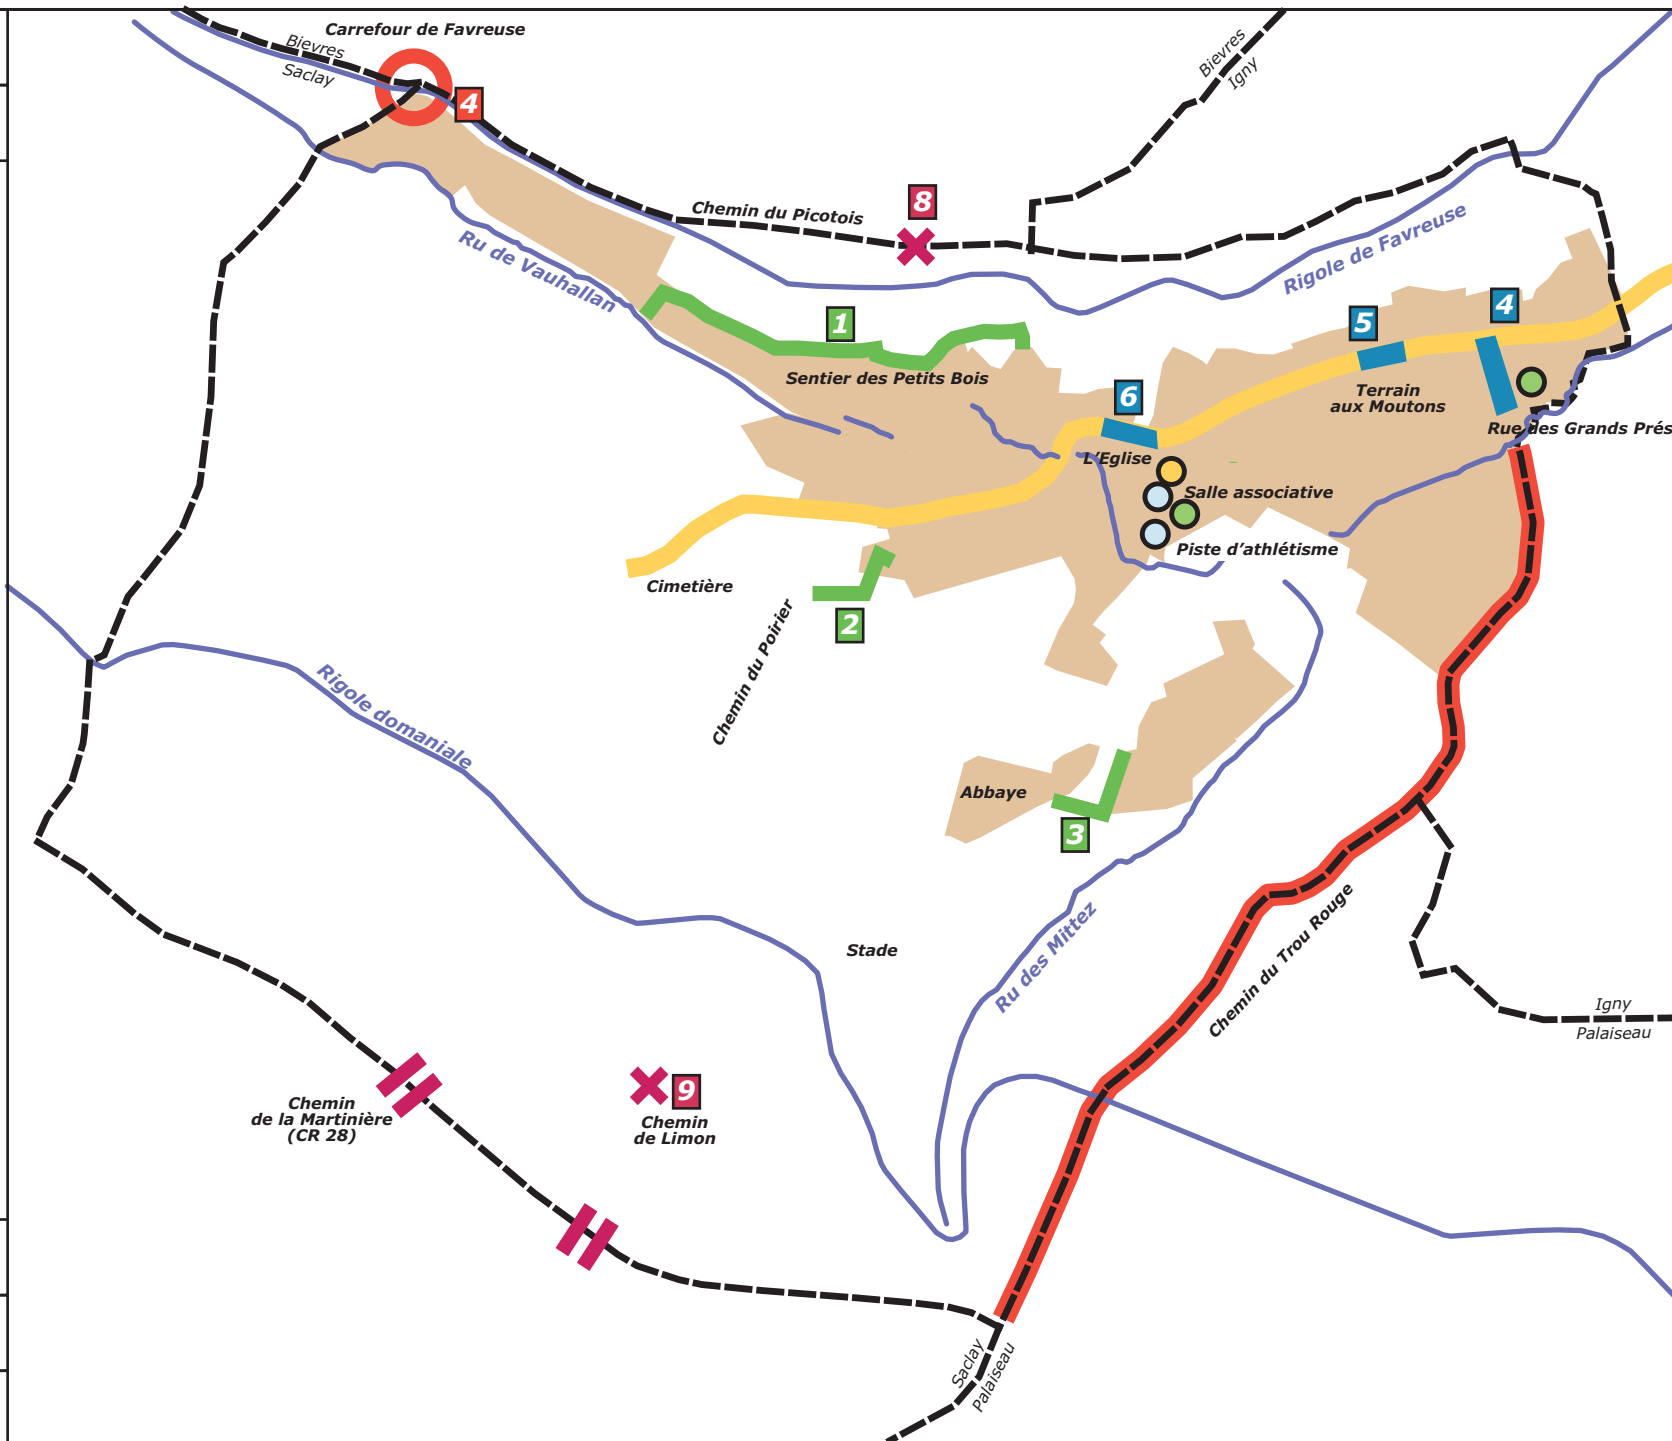 Carrefour de Favreuse
Bievres
Saclay
4
Bievres
Igny
8
Chemin du Picotois
Ru de Vauhallan
Rigole de Favreuse
1
5
4
Sentier des Petits Bois
6
Terrain
aux Moutons
Rue des Grands Prés
L'Eglise
Salle associative
Piste d'athlétisme
Cimetière
2
Chemin du Poirier
Rigole domaniale
Abbaye
3
Stade
Ru des Mittez
Chemin du Trou Rouge
Igny
Palaiseau
Chemin
de la Martinière
(CR 28)
9
Chemin
de Limon
Saclay
Palaiseau